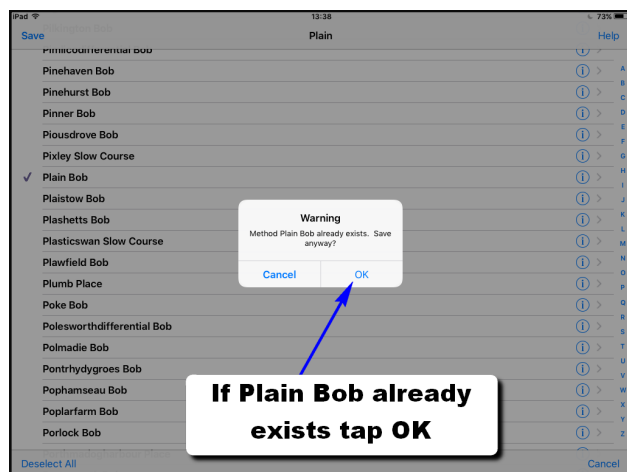 iPad 13:38 73%
Save Plain Help
Pimlicodifferential Bob
Pinehaven Bob
Pinehurst Bob
Pinner Bob
Piousdrove Bob
Pixley Slow Course
Plain Bob
Plaistow Bob
Plashetts Bob
Plasticswan Slow Course
Plawfield Bob
Plumb Place
Poke Bob
Polesworthdifferential Bob
Polmadie Bob
Pontrhydygroes Bob
Pophamseau Bob
Poplarfarm Bob
Porlock Bob
A
B
C
D
E
F
G
H
I
J
K
L
M
N
O
P
Q
R
S
T
U
V
W
X
Y
Z
Warning
Method Plain Bob already exists. Save
anyway?
Cancel OK
If Plain Bob already
exists tap OK
Deselect All Cancel